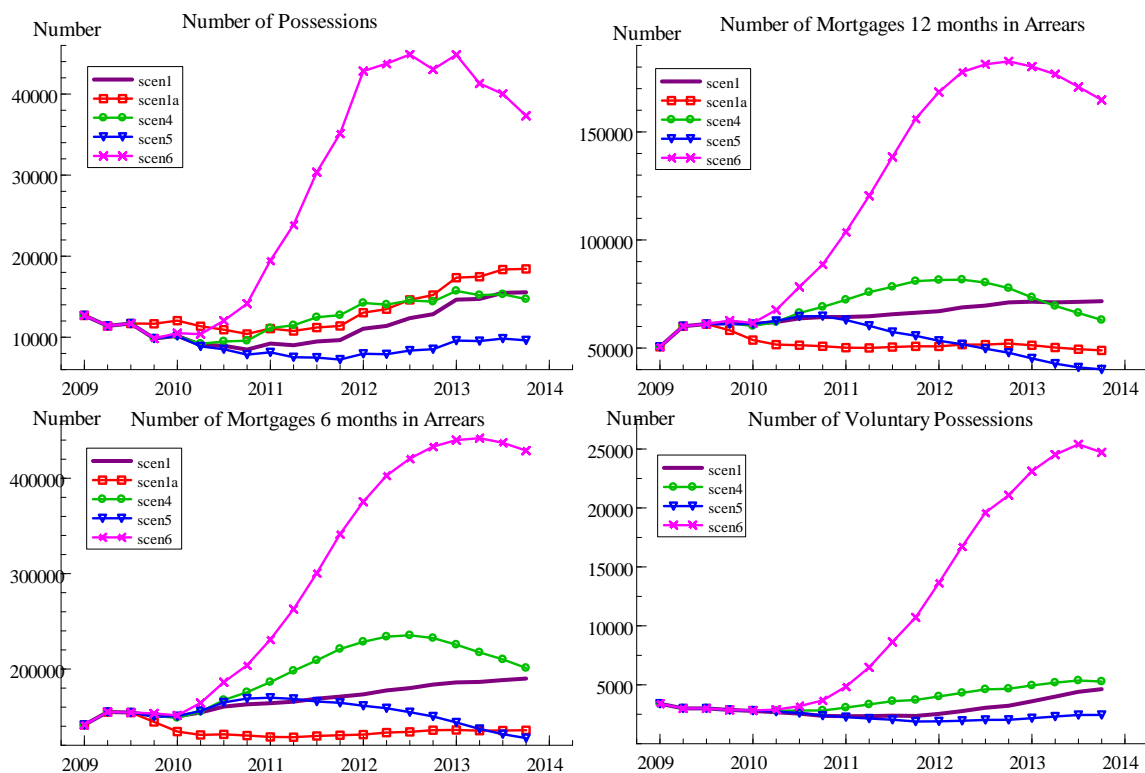 Number of Possessions
Number
scen1
scen1a
scen4
scen5
scen6
40000
30000
20000
10000
2009 2010 2011 2012 2013 2014
Number of Mortgages 12 months in Arrears
Number
scen1
scen1a
scen4
scen5
scen6
150000
100000
50000
2009 2010 2011 2012 2013 2014
Number of Mortgages 6 months in Arrears
Number
scen1
scen1a
scen4
scen5
scen6
400000
300000
200000
2009 2010 2011 2012 2013 2014
Number of Voluntary Possessions
Number
scen1
scen4
scen5
scen6
25000
20000
15000
10000
5000
2009 2010 2011 2012 2013 2014